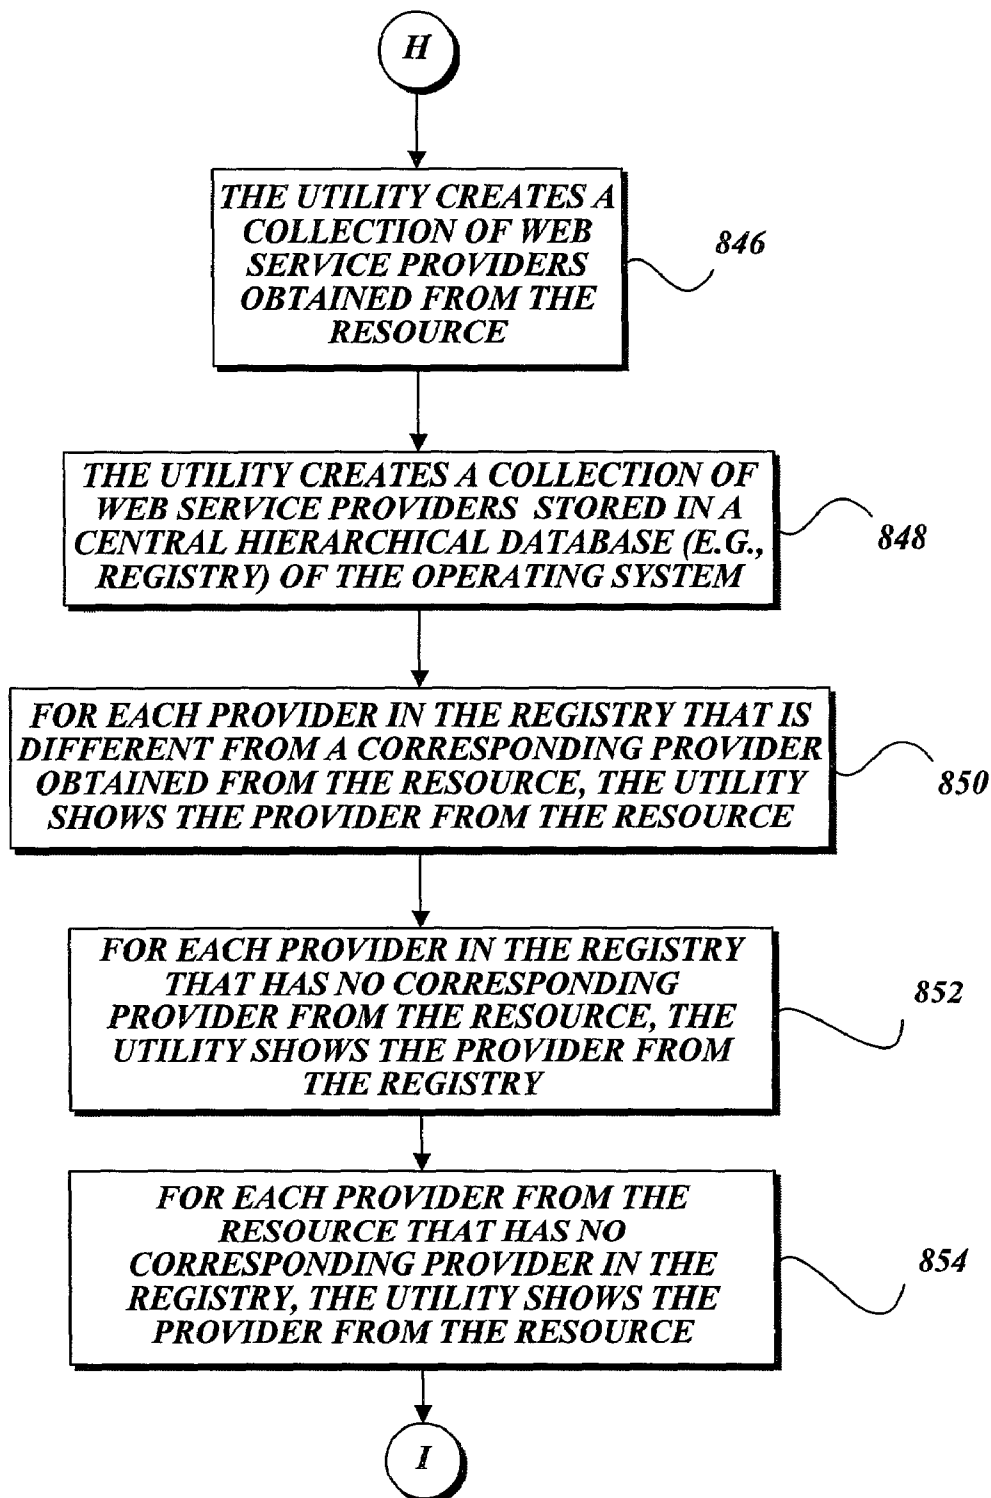 H
THE UTILITY CREATES A
COLLECTION OF WEB
SERVICE PROVIDERS
OBTAINED FROM THE
RESOURCE
846
THE UTILITY CREATES A COLLECTION OF
WEB SERVICE PROVIDERS STORED IN A
CENTRAL HIERARCHICAL DATABASE (E.G.,
REGISTRY) OF THE OPERATING SYSTEM
848
FOR EACH PROVIDER IN THE REGISTRY THAT IS
DIFFERENT FROM A CORRESPONDING PROVIDER
OBTAINED FROM THE RESOURCE, THE UTILITY
SHOWS THE PROVIDER FROM THE RESOURCE
850
FOR EACH PROVIDER IN THE REGISTRY
THAT HAS NO CORRESPONDING
PROVIDER FROM THE RESOURCE, THE
UTILITY SHOWS THE PROVIDER FROM
THE REGISTRY
852
FOR EACH PROVIDER FROM THE
RESOURCE THAT HAS NO
CORRESPONDING PROVIDER IN THE
REGISTRY, THE UTILITY SHOWS THE
PROVIDER FROM THE RESOURCE
854
I